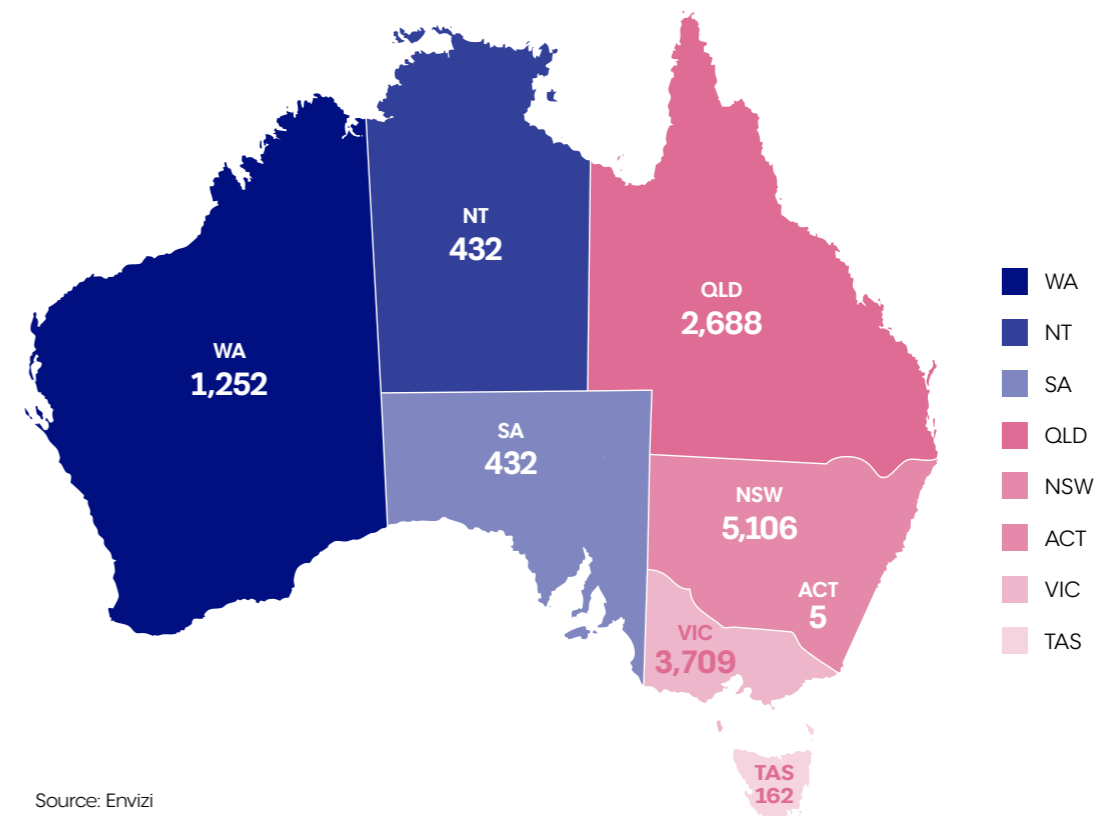 NT
432
QLD
2,688
WA
1,252
SA
432
NSW
5,106
ACT
5
VIC
3,709
TAS
162
WA
NT
SA
QLD
NSW
ACT
VIC
TAS
Source: Envizi